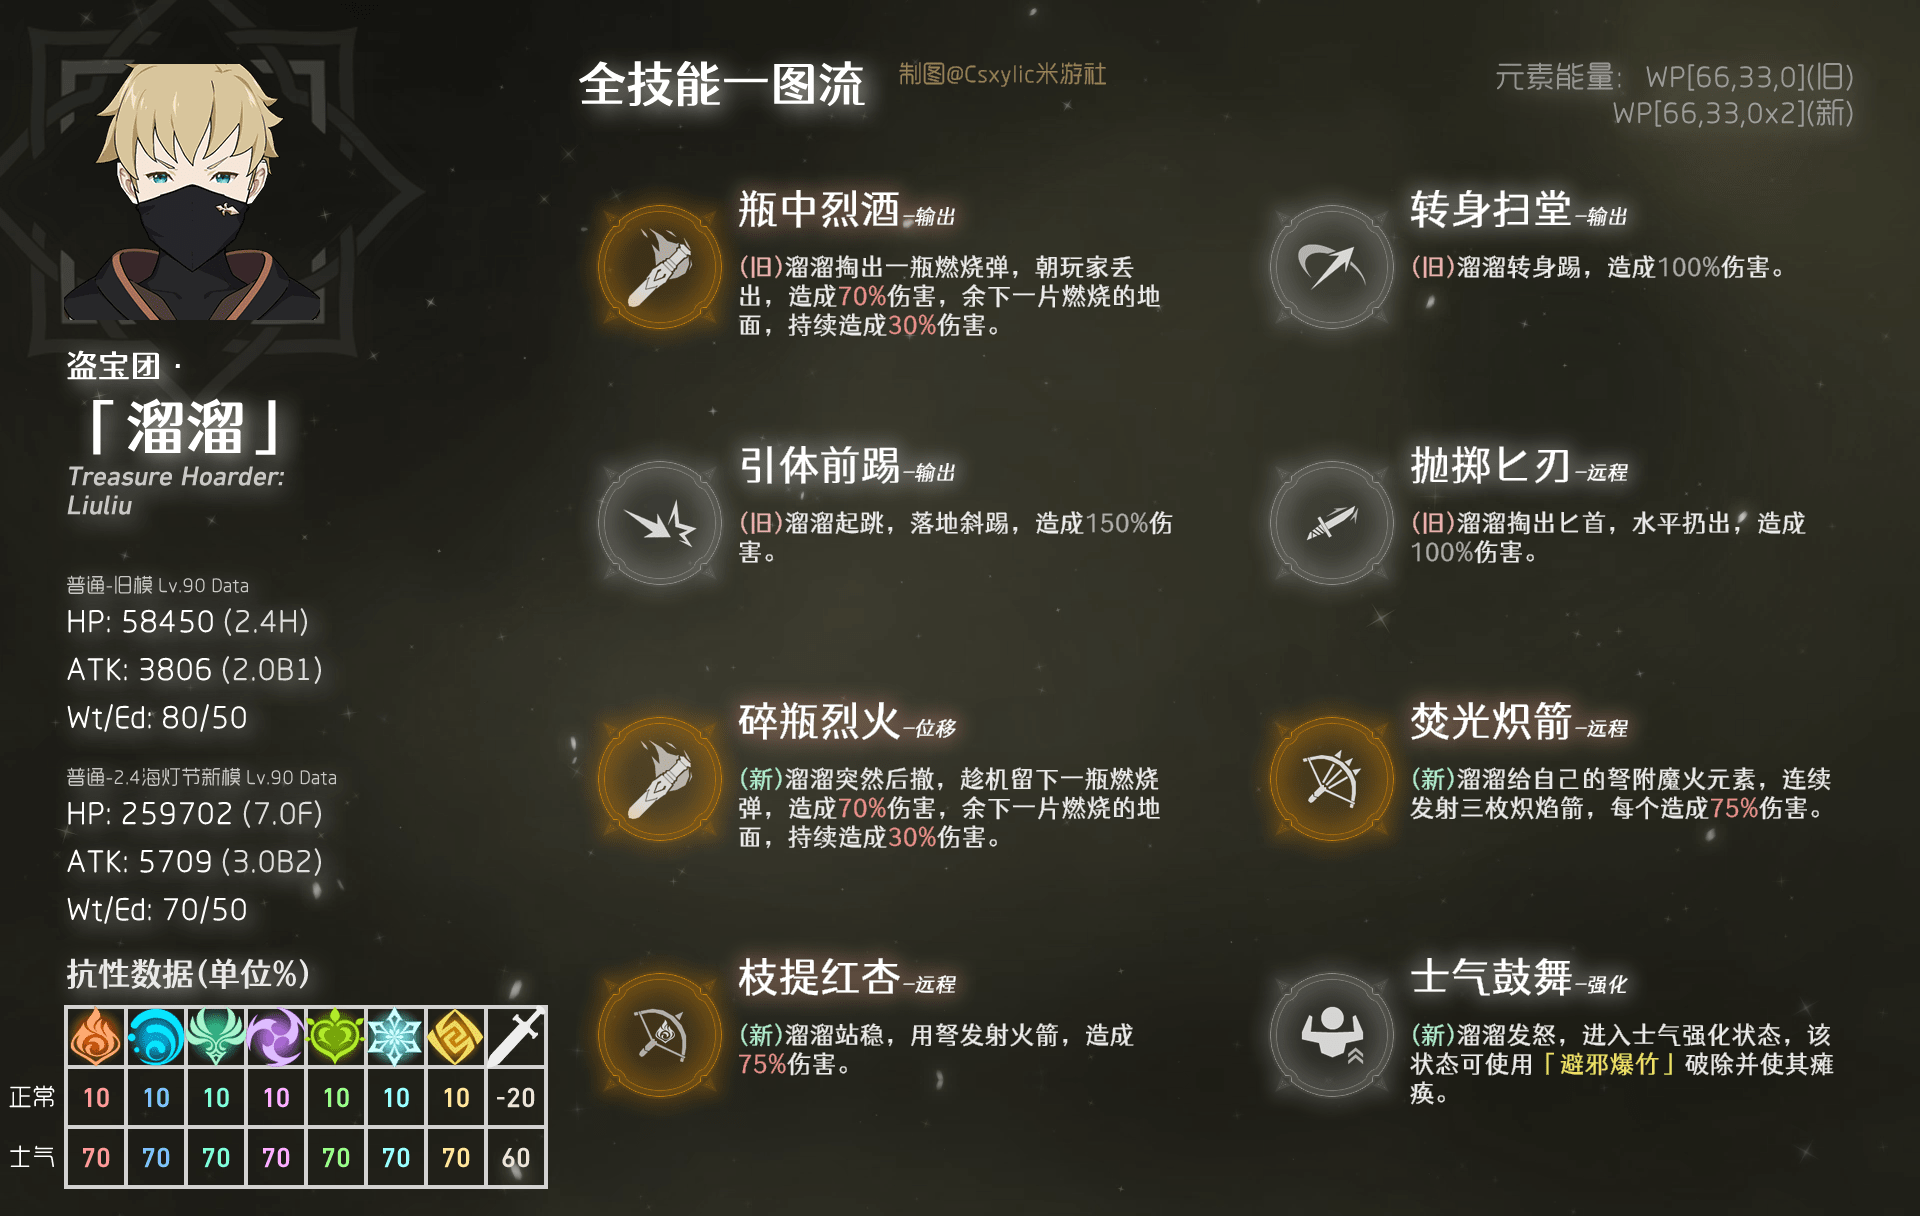 全技能一图流
制图@Csxylic米游社
元素能量: WP[66,33,0](旧)
WP[66,33,0x2](新)
盗宝团·
「溜溜」
Treasure Hoarder:
Liuliu
普通-旧模 Lv.90 Data
HP: 58450 (2.4H)
ATK: 3806 (2.0B1)
Wt/Ed: 80/50
普通-2.4海灯节新模 Lv.90 Data
HP: 259702 (7.0F)
ATK: 5709 (3.0B2)
Wt/Ed: 70/50
抗性数据(单位%)
正常 10 10 10 10 10 10 10 -20
士气 70 70 70 70 70 70 70 60
瓶中烈酒-输出
(旧)溜溜掏出一瓶燃烧弹，朝玩家丢
出，造成70%伤害，余下一片燃烧的地
面，持续造成30%伤害。
转身扫堂-输出
(旧)溜溜转身踢，造成100%伤害。
引体前踢-输出
(旧)溜溜起跳，落地斜踢，造成150%伤
害。
抛掷匕刃-远程
(旧)溜溜掏出匕首，水平扔出，造成
100%伤害。
碎瓶烈火-位移
(新)溜溜突然后撤，趁机留下一瓶燃烧
弹，造成70%伤害，余下一片燃烧的地
面，持续造成30%伤害。
焚光炽箭-远程
(新)溜溜给自己的弩附魔火元素，连续
发射三枚炽焰箭，每个造成75%伤害。
枝提红杏-远程
(新)溜溜站稳，用弩发射火箭，造成
75%伤害。
士气鼓舞-强化
(新)溜溜发怒，进入士气强化状态，该
状态可使用「避邪爆竹」破除并使其瘫
痪。